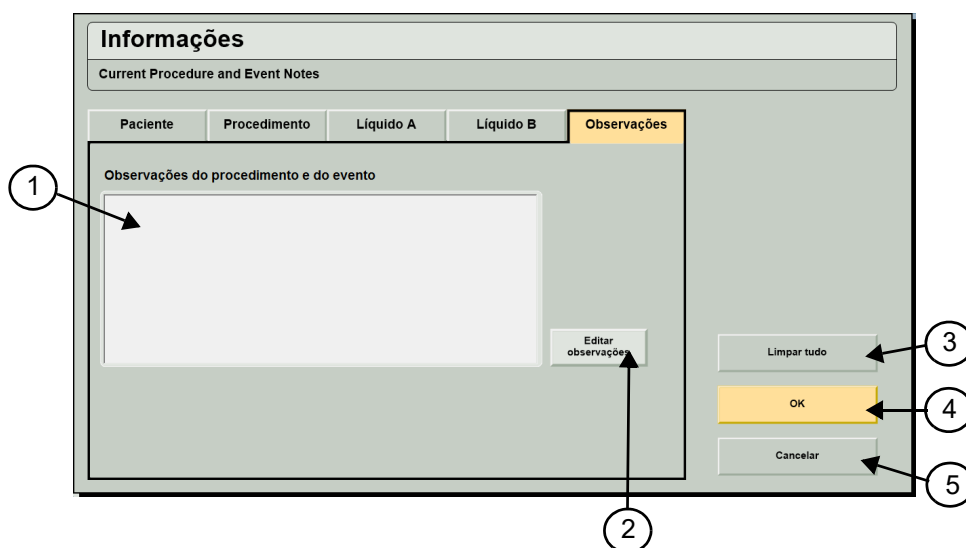 Informações
Current Procedure and Event Notes
Paciente
Procedimento
Líquido A
Líquido B
Observações
Observações do procedimento e do evento
1
Editar
observações
2
Limpar tudo
3
OK
4
Cancelar
5